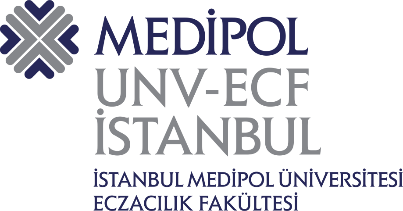 MEDİPOL
UNV-ECF
İSTANBUL
İSTANBUL MEDİPOL ÜNİVERSİTESİ
ECZACILIK FAKÜLTESİ